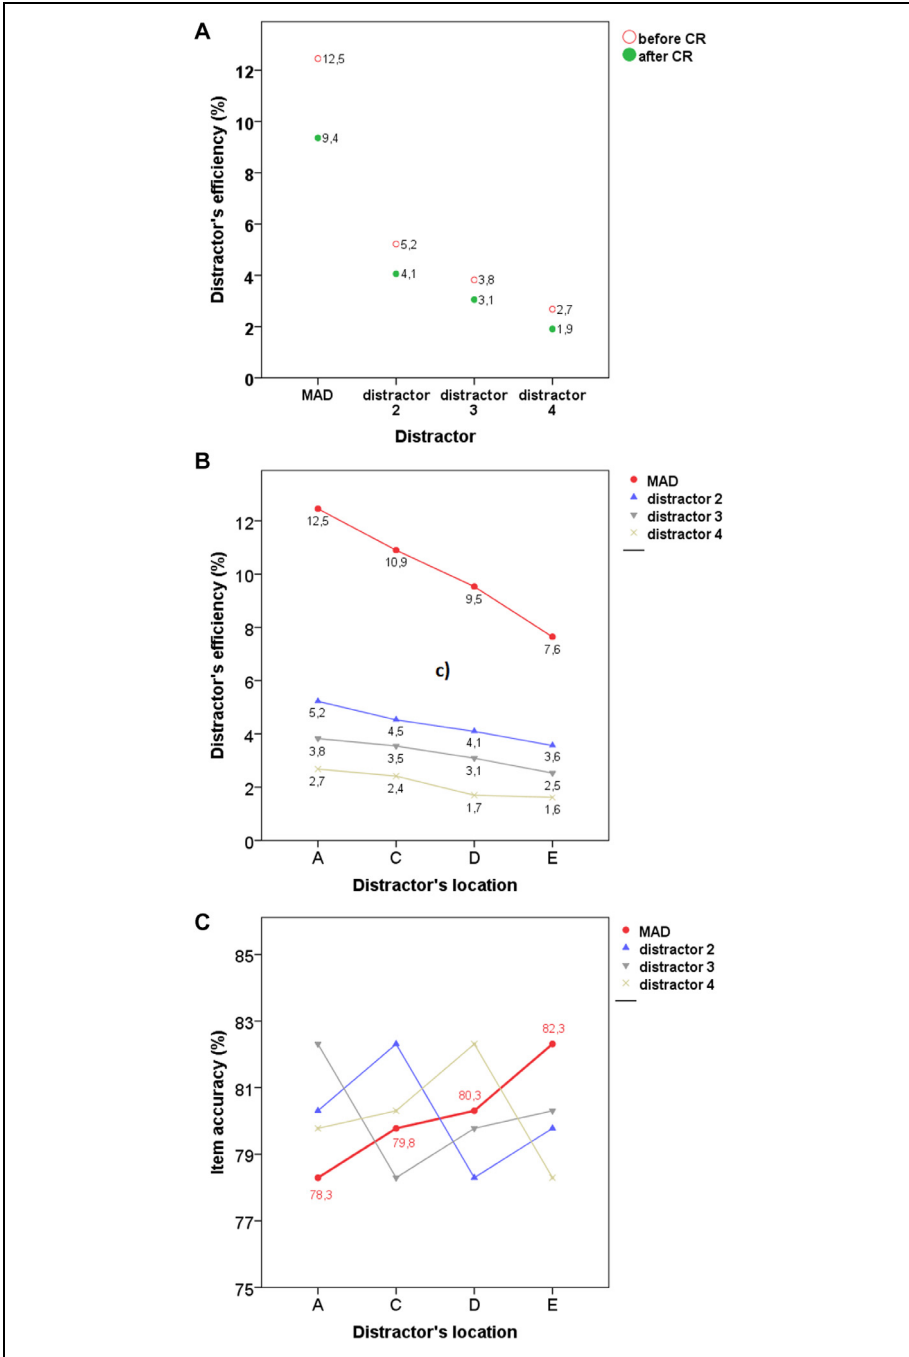 A
before CR
after CR
Distractor's efficiency (%)
12
10
8
6
4
2
0
12,5
9,4
5,2
4,1
3,8
3,1
2,7
1,9
MAD
distractor
2
distractor
3
distractor
4
Distractor
B
MAD
distractor 2
distractor 3
distractor 4
Distractor's efficiency (%)
12
10
8
6
4
2
0
12,5
10,9
9,5
7,6
c)
5,2
4,5
4,1
3,6
3,8
3,5
3,1
2,5
2,7
2,4
1,7
1,6
A C D E
Distractor's location
C
MAD
distractor 2
distractor 3
distractor 4
Item accuracy (%)
85
83
81
79
77
75
78,3
79,8
80,3
82,3
A C D E
Distractor's location